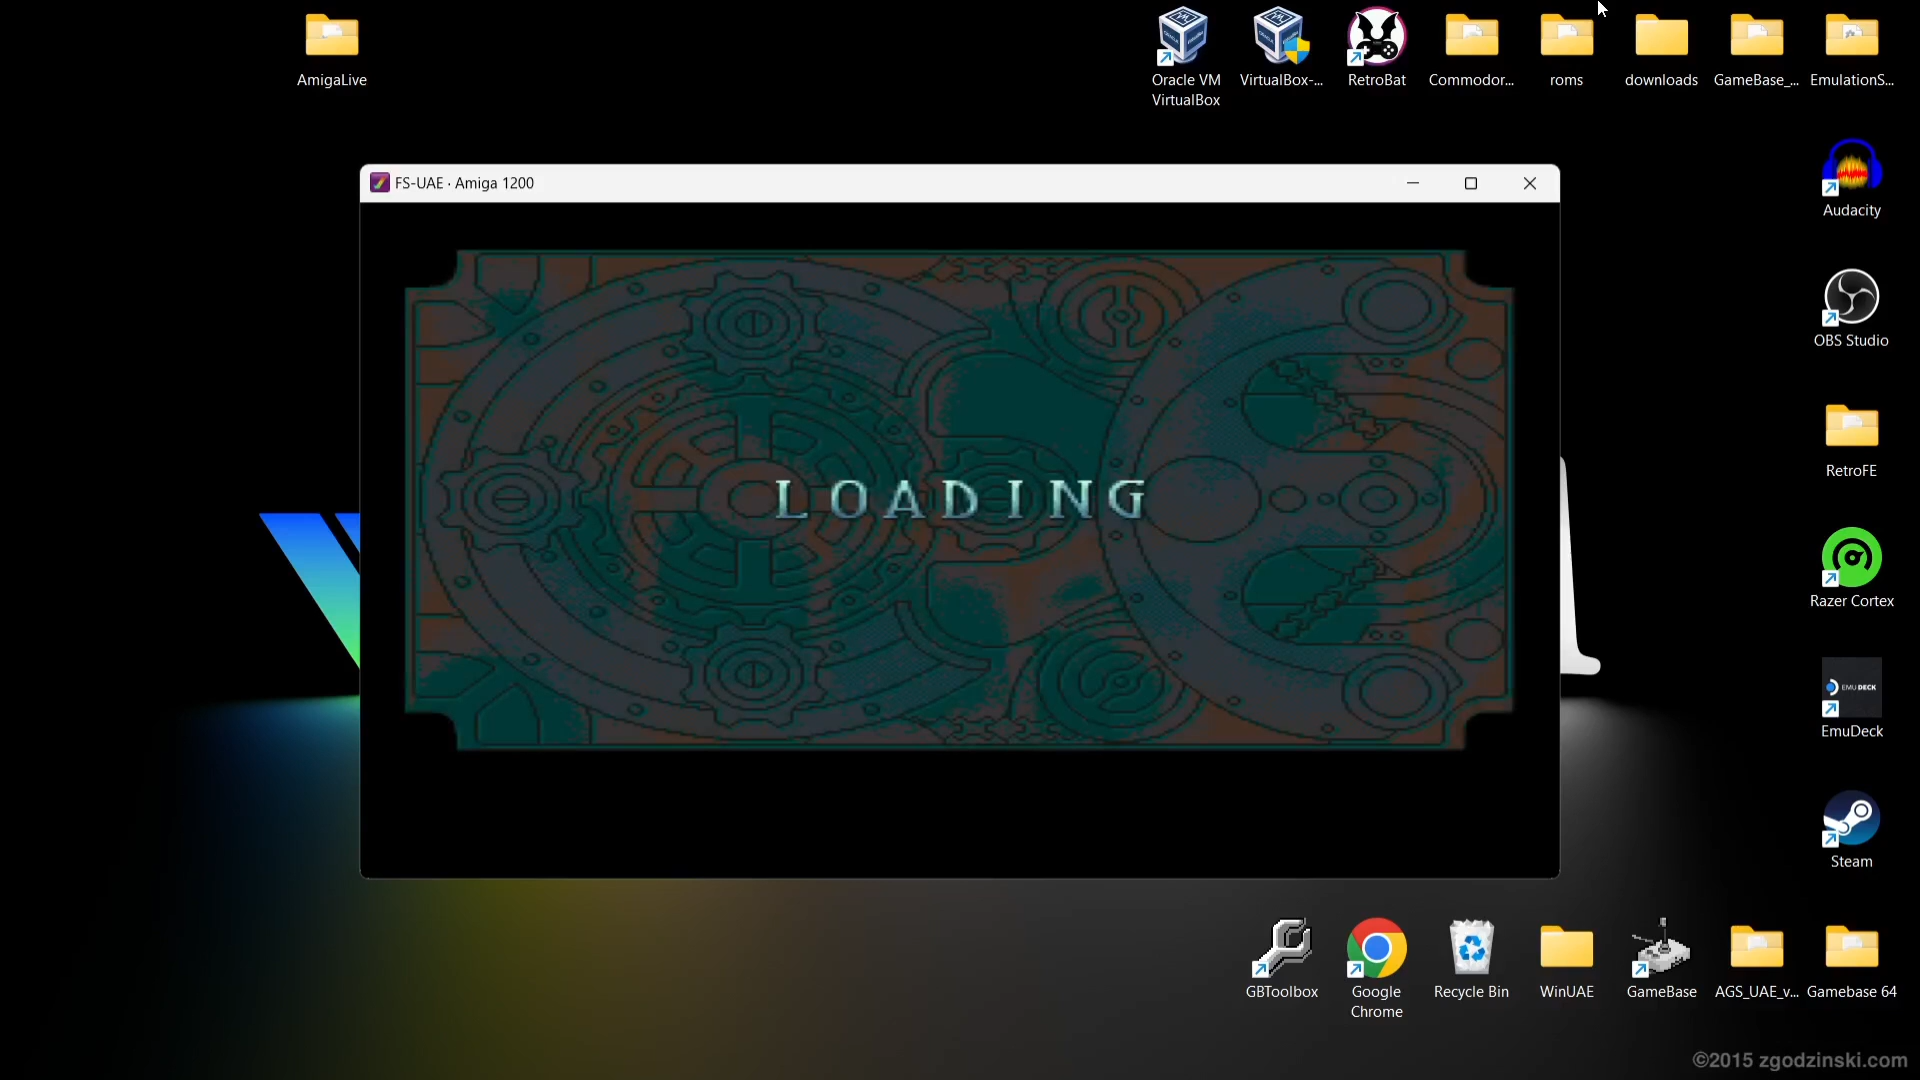 AmigaLive
Oracle VM
VirtualBox
VirtualBox-...
RetroBat
Commodor...
roms
downloads
GameBase_...
EmulationS...
FS-UAE · Amiga 1200
Audacity
OBS Studio
LOADING
RetroFE
Razer Cortex
EMUDECK
EmuDeck
Steam
GBToolbox
Google
Chrome
Recycle Bin
WinUAE
GameBase
AGS_UAE_v...
Gamebase 64
©2015 zgodzinski.com